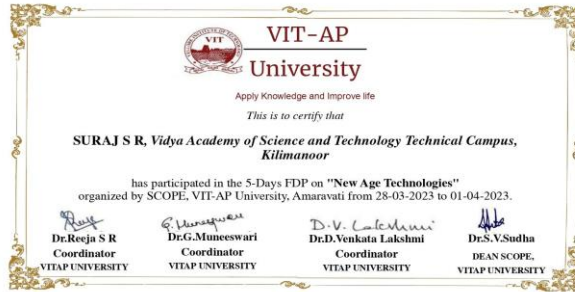 VIT
VIT-AP
University
Apply Knowledge and Improve life
This is to certify that
SURAJ S R, Vidya Academy of Science and Technology Technical Campus,
Kilimanoor
has participated in the 5-Days FDP on "New Age Technologies"
organized by SCOPE, VIT-AP University, Amaravati from 28-03-2023 to 01-04-2023.
G. Muneeswari
D.V. Lakshmi
Dr.Reeja S R
Coordinator
VITAP UNIVERSITY
Dr.G.Muneeswari
Coordinator
VITAP UNIVERSITY
Dr.D.Venkata Lakshmi
Coordinator
VITAP UNIVERSITY
Dr.S.V.Sudha
DEAN SCOPE,
VITAP UNIVERSITY